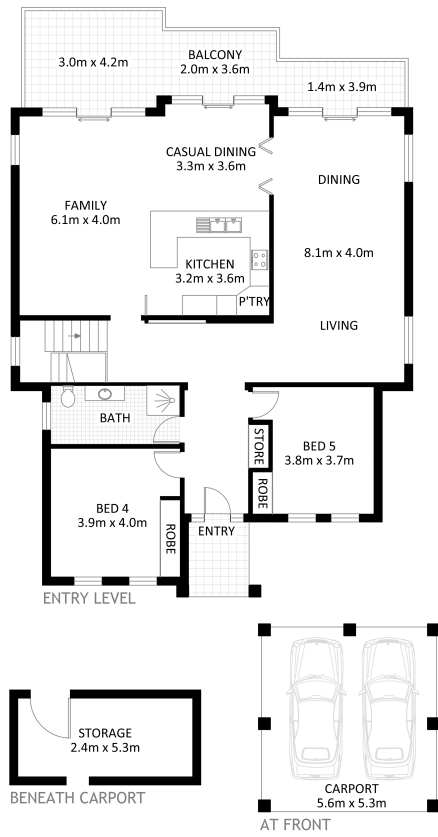 BALCONY
3.0m x 4.2m
2.0m x 3.6m
1.4m x 3.9m
CASUAL DINING
3.3m x 3.6m
DINING
FAMILY
6.1m x 4.0m
8.1m x 4.0m
KITCHEN
3.2m x 3.6m
P'TRY
LIVING
BATH
STORE
BED 5
3.8m x 3.7m
BED 4
3.9m x 4.0m
ROBE
ROBE
ENTRY
ENTRY LEVEL
STORAGE
2.4m x 5.3m
BENEATH CARPORT
CARPORT
5.6m x 5.3m
AT FRONT